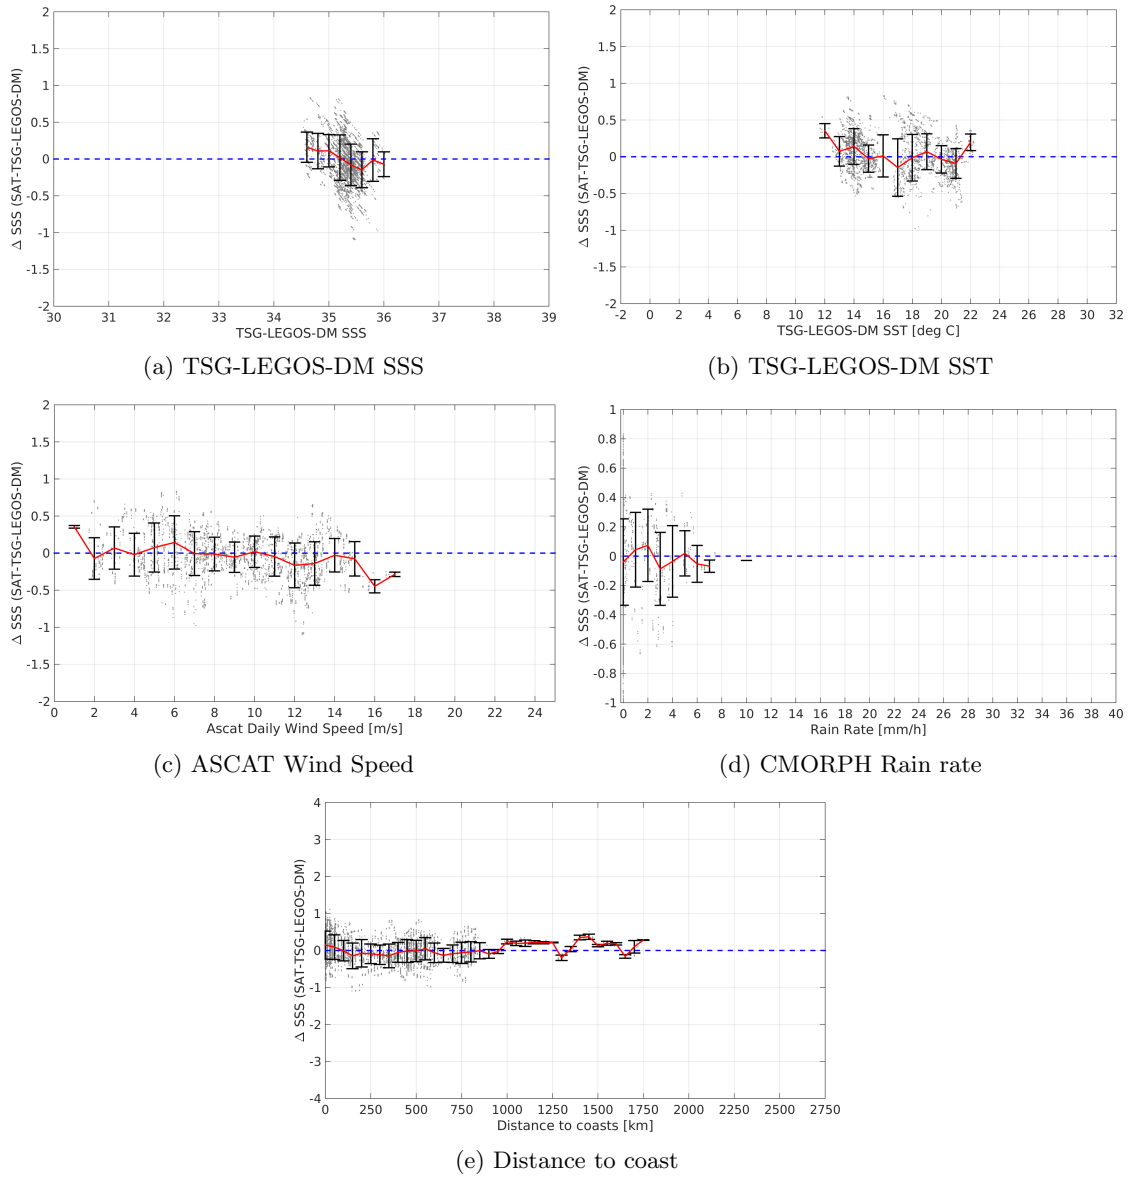 2
1.5
1
0.5
0
-0.5
-1
-1.5
-2
Δ SSS (SAT-TSG-LEGOS-DM)
30 31 32 33 34 35 36 37 38 39
TSG-LEGOS-DM SSS
(a) TSG-LEGOS-DM SSS
2
1.5
1
0.5
0
-0.5
-1
-1.5
-2
Δ SSS (SAT-TSG-LEGOS-DM)
-2 0 2 4 6 8 10 12 14 16 18 20 22 24 26 28 30 32
TSG-LEGOS-DM SST [deg C]
(b) TSG-LEGOS-DM SST
2
1.5
1
0.5
0
-0.5
-1
-1.5
-2
Δ SSS (SAT-TSG-LEGOS-DM)
0 2 4 6 8 10 12 14 16 18 20 22 24
Ascat Daily Wind Speed [m/s]
(c) ASCAT Wind Speed
1
0.8
0.6
0.4
0.2
0
-0.2
-0.4
-0.6
-0.8
-1
Δ SSS (SAT-TSG-LEGOS-DM)
0 2 4 6 8 10 12 14 16 18 20 22 24 26 28 30 32 34 36 38 40
Rain Rate [mm/h]
(d) CMORPH Rain rate
4
3
2
1
0
-1
-2
-3
-4
Δ SSS (SAT-TSG-LEGOS-DM)
0 250 500 750 1000 1250 1500 1750 2000 2250 2500 2750
Distance to coasts [km]
(e) Distance to coast